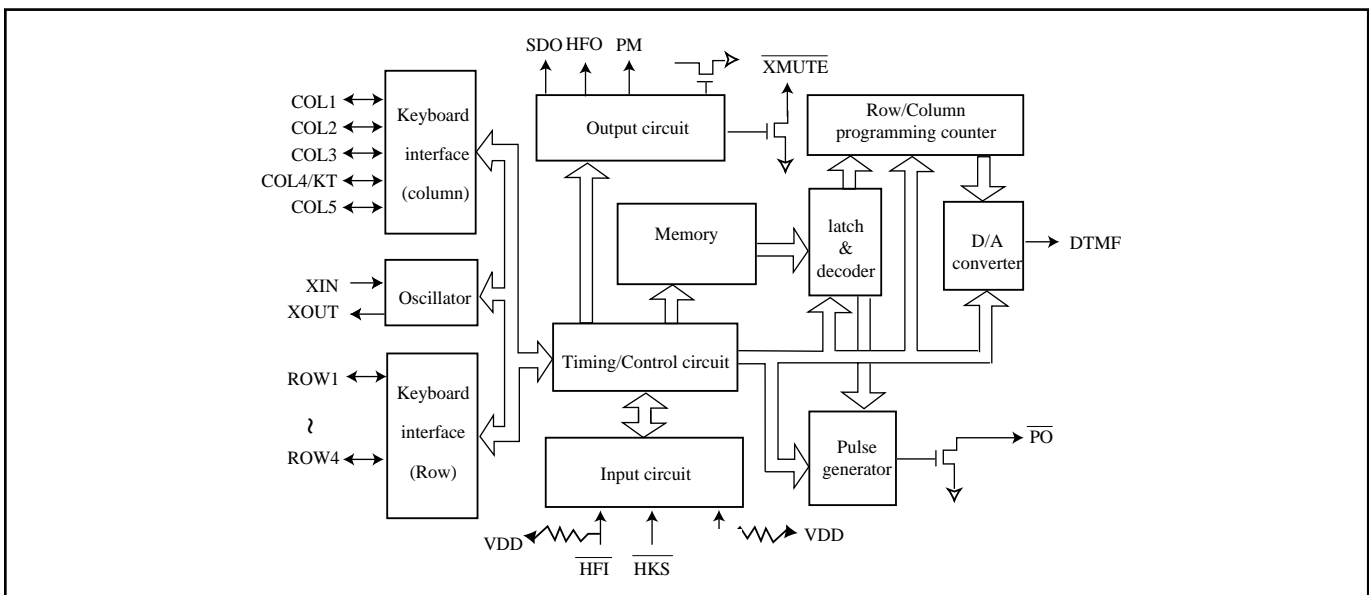 SDO HFO PM
XMUTE
COL1
COL2
COL3
COL4/KT
COL5
Keyboard
interface
(column)
Output circuit
Row/Column
programming counter
Memory
latch
&
decoder
D/A
converter
DTMF
XIN
XOUT
Oscillator
Timing/Control circuit
ROW1
~
ROW4
Keyboard
interface
(Row)
Input circuit
Pulse
generator
PO
VDD
HFI
HKS
VDD